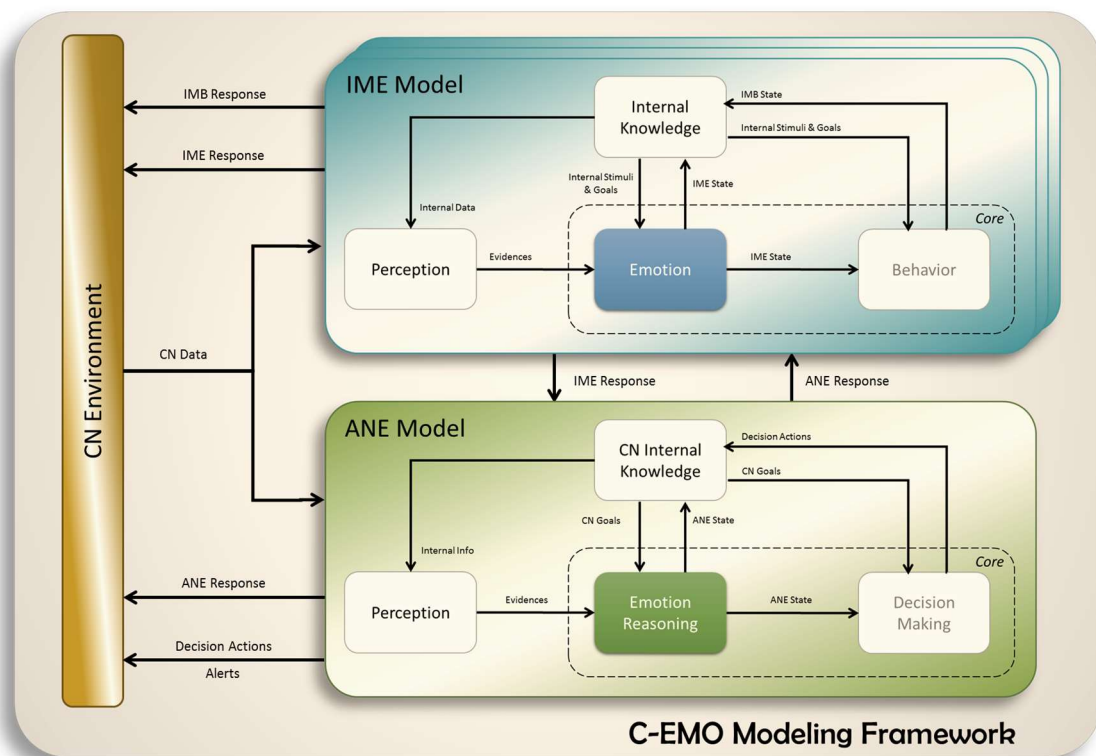 IME Model
IMB Response
Internal
Knowledge
IMB State
Internal Stimuli & Goals
IME Response
Internal Stimuli
& Goals
IME State
Internal Data
Core
Perception
Evidences
Emotion
IME State
Behavior
CN Environment
CN Data
IME Response
ANE Response
ANE Model
CN Internal
Knowledge
Decision Actions
CN Goals
CN Goals
ANE State
Internal Info
Core
ANE Response
Perception
Evidences
Emotion
Reasoning
ANE State
Decision
Making
Decision Actions
Alerts
C-EMO Modeling Framework